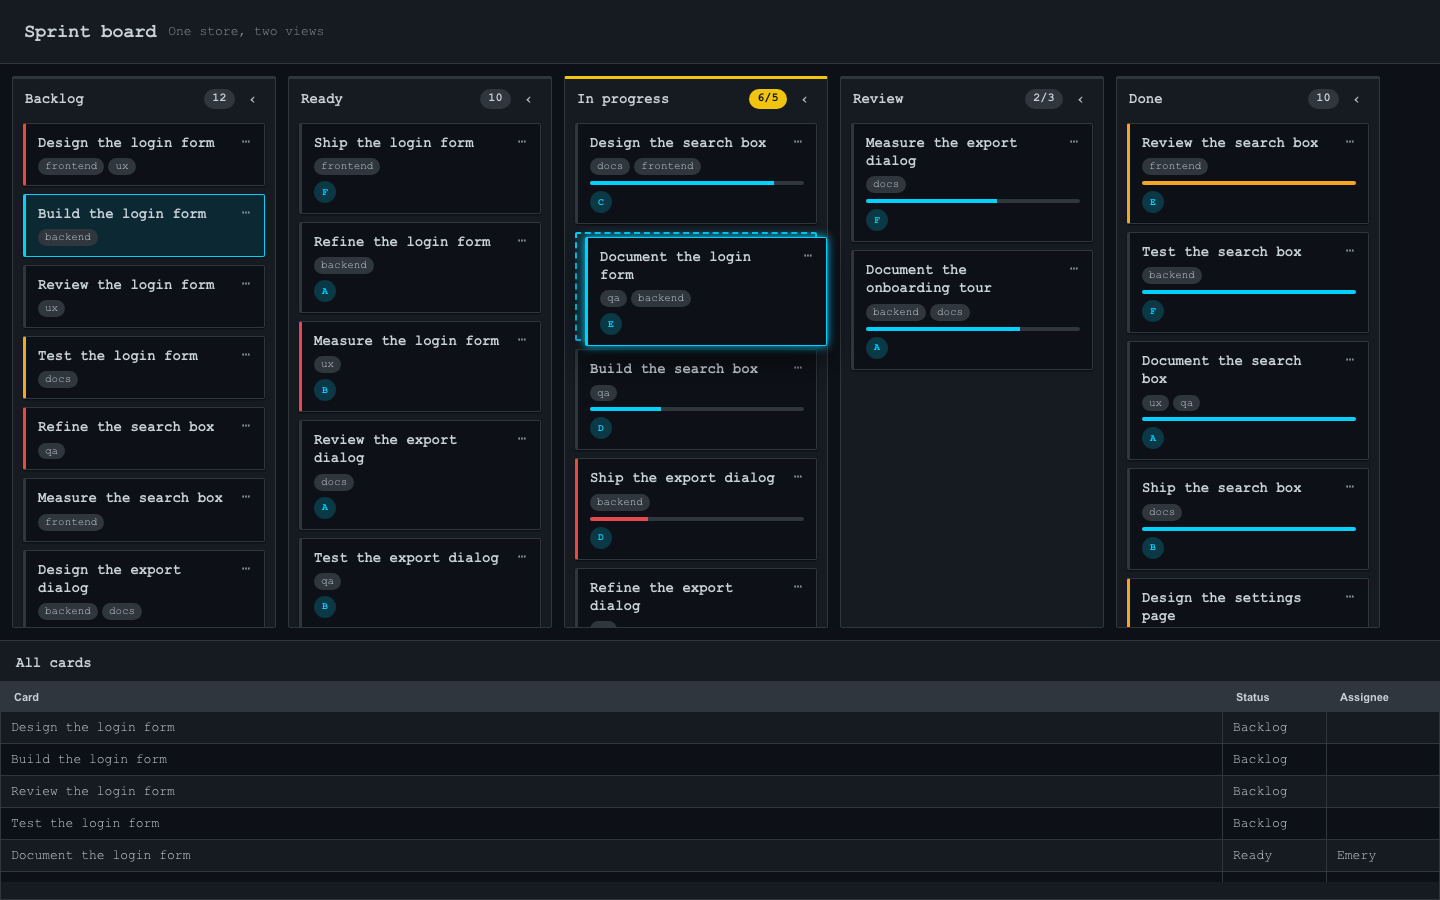 Sprint board One store, two views
Backlog 12 ‹
Design the login form ···
frontend ux
Build the login form ···
backend
Review the login form
ux
Test the login form ···
docs
Refine the search box ···
qa
Measure the search box ···
frontend
Design the export ···
dialog
backend docs
Ready 10 ‹
Ship the login form ···
frontend
F
Refine the login form ···
backend
A
Measure the login form ···
ux
B
Review the export ···
dialog
docs
A
Test the export dialog ···
qa
B
In progress 6/5 ‹
Design the search box ···
docs frontend
C
Document the login ···
form
qa backend
E
Build the search box ···
qa
D
Ship the export dialog ···
backend
D
Refine the export ···
dialog
Review 2/3 ‹
Measure the export ···
dialog
docs
F
Document the ···
onboarding tour
backend docs
A
Done 10 ‹
Review the search box ···
frontend
E
Test the search box ···
backend
F
Document the search ···
box
ux qa
A
Ship the search box ···
docs
B
Design the settings ···
page
All cards
Card Status Assignee
Design the login form Backlog
Build the login form Backlog
Review the login form Backlog
Test the login form Backlog
Document the login form Ready Emery